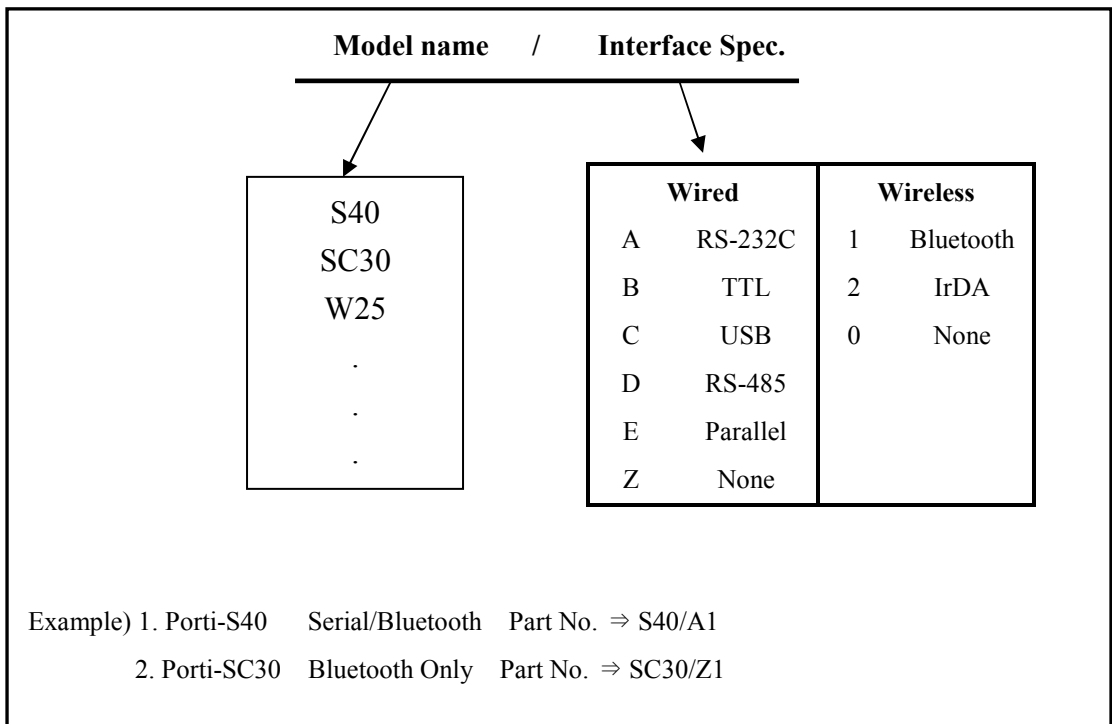 Model name / Interface Spec.
S40
SC30
W25
.
.
.
Wired Wireless
A RS-232C 1 Bluetooth
B TTL 2 IrDA
C USB 0 None
D RS-485
E Parallel
Z None
Example) 1. Porti-S40 Serial/Bluetooth Part No. ⇒ S40/A1
2. Porti-SC30 Bluetooth Only Part No. ⇒ SC30/Z1